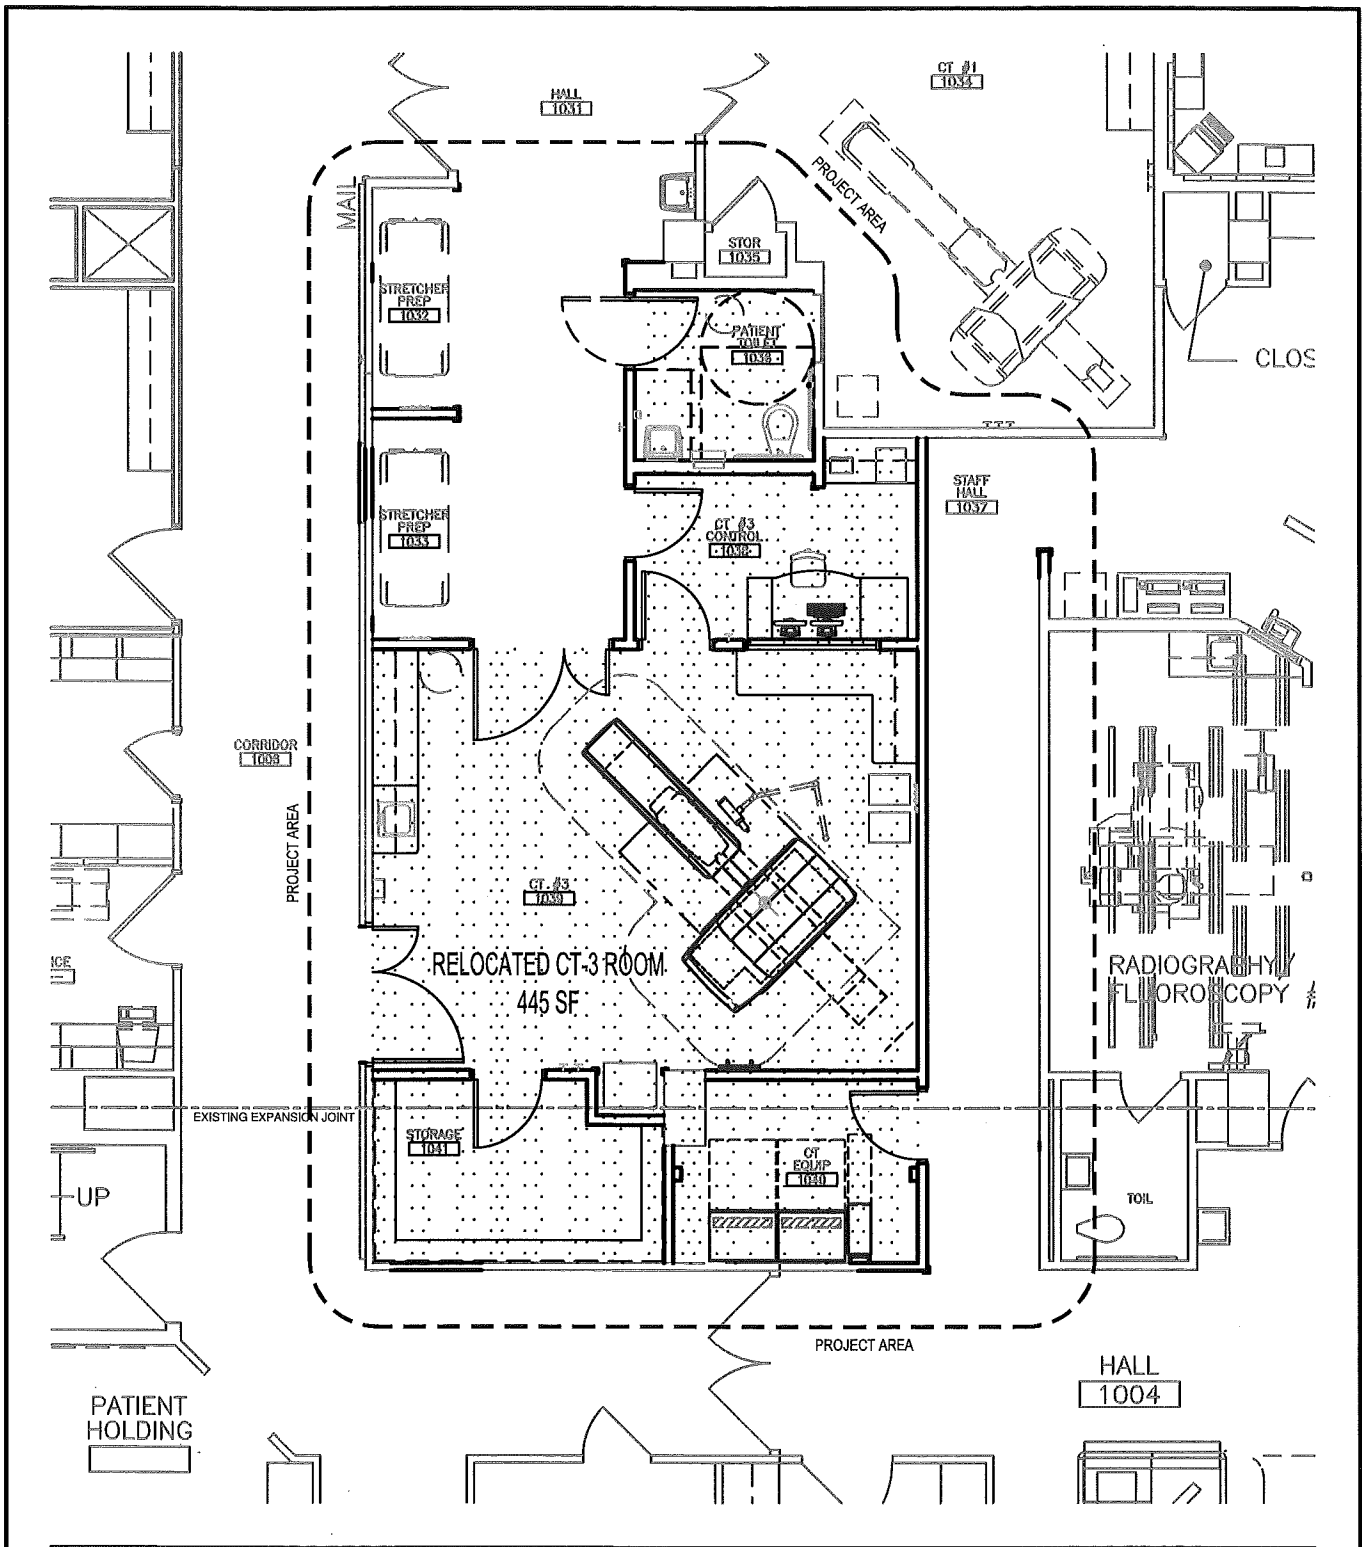 CT #1
1034
HALL
1031
MAIL
PROJECT AREA
STOR
1035
STRETCHER
PREP
1032
PATIENT
TOILET
CLOS
STAFF
HALL
1037
STRETCHER
PREP
1033
CT #3
CONTROL
1038
CORRIDOR
PROJECT AREA
CT #3
1039
RELOCATED CT-3 ROOM
445 SF
ICE
RADIOGRAPHY/
FLUOROSCOPY #
EXISTING EXPANSION JOINT
STORAGE
1041
CT
EQUIP
1040
UP
TOIL
PROJECT AREA
HALL
1004
PATIENT
HOLDING